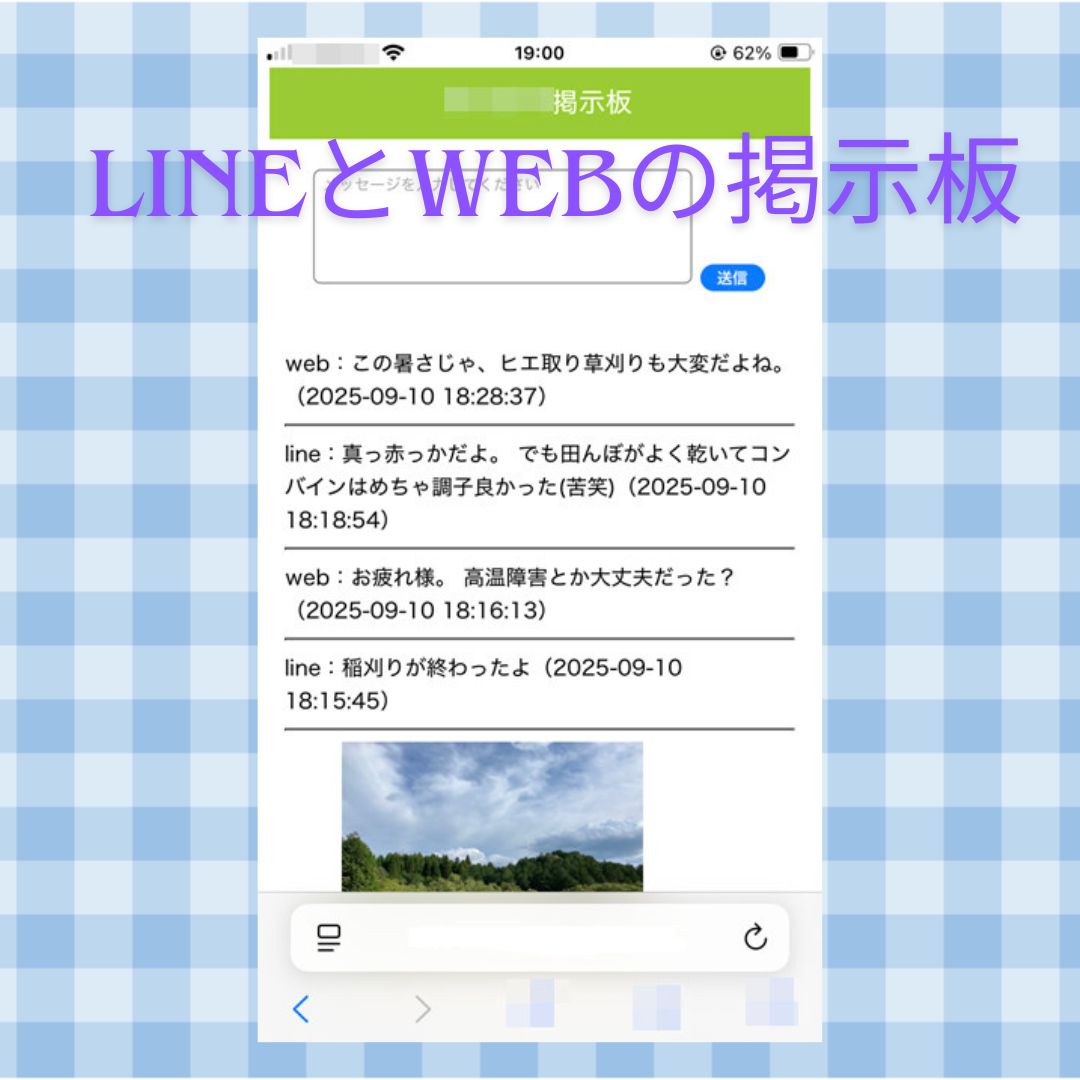 19:00
62%
掲示板
LINEとWEBの掲示板
メッセージを入力してください
送信
web：この暑さじゃ、ヒエ取り草刈りも大変だよね。
（2025-09-10 18:28:37）
line：真っ赤っかだよ。 でも田んぼがよく乾いてコン
バインはめちゃ調子良かった(苦笑)（2025-09-10
18:18:54）
web：お疲れ様。 高温障害とか大丈夫だった？
（2025-09-10 18:16:13）
line：稲刈りが終わったよ（2025-09-10
18:15:45）